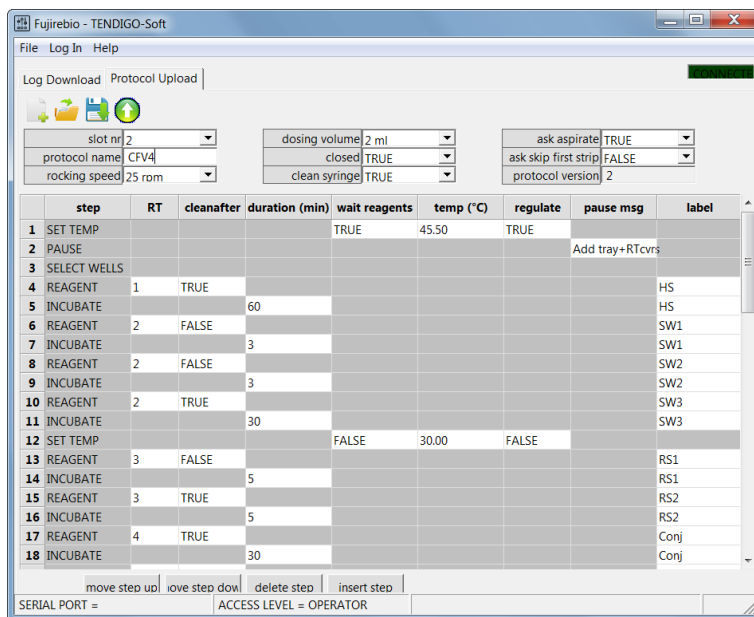 Fujirebio - TENDIGO-Soft
File Log In Help
Log Download Protocol Upload CONNECTE
slot nr 2 dosing volume 2 ml ask aspirate TRUE
protocol name CFV4 closed TRUE ask skip first strip FALSE
rocking speed 25 rpm clean syringe TRUE protocol version 2
step RT cleanafter duration (min) wait reagents temp (°C) regulate pause msg label
1 SET TEMP TRUE 45.50 TRUE
2 PAUSE Add tray+RTcvrs
3 SELECT WELLS
4 REAGENT 1 TRUE HS
5 INCUBATE 60 HS
6 REAGENT 2 FALSE SW1
7 INCUBATE 3 SW1
8 REAGENT 2 FALSE SW2
9 INCUBATE 3 SW2
10 REAGENT 2 TRUE SW3
11 INCUBATE 30 SW3
12 SET TEMP FALSE 30.00 FALSE
13 REAGENT 3 FALSE RS1
14 INCUBATE 5 RS1
15 REAGENT 3 TRUE RS2
16 INCUBATE 5 RS2
17 REAGENT 4 TRUE Conj
18 INCUBATE 30 Conj
move step up ove step dow delete step insert step
SERIAL PORT = ACCESS LEVEL = OPERATOR